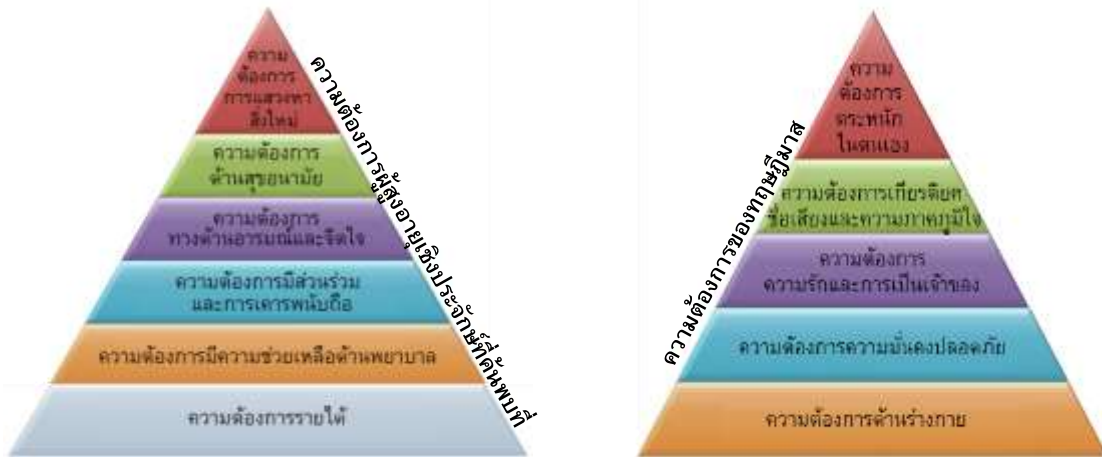 ความ
ต้องการ
การแสวงหา
สิ่งใหม่
ความต้องการ
ด้านสุขอนามัย
ความต้องการ
ทางด้านอารมณ์และจิตใจ
ความต้องการมีส่วนร่วม
และการเคารพนับถือ
ความต้องการมีความช่วยเหลือด้านพยาบาล
ความต้องการรายได้
ความต้องการผู้สูงอายุเชิงประจักษ์ที่ค้นพบที่
ความต้องการของทฤษฎีมาส
ความ
ต้องการ
ตระหนัก
ในตนเอง
ความต้องการเกียรติยศ
ชื่อเสียงและความภาคภูมิใจ
ความต้องการ
ความรักและการเป็นเจ้าของ
ความต้องการความมั่นคงปลอดภัย
ความต้องการด้านร่างกาย